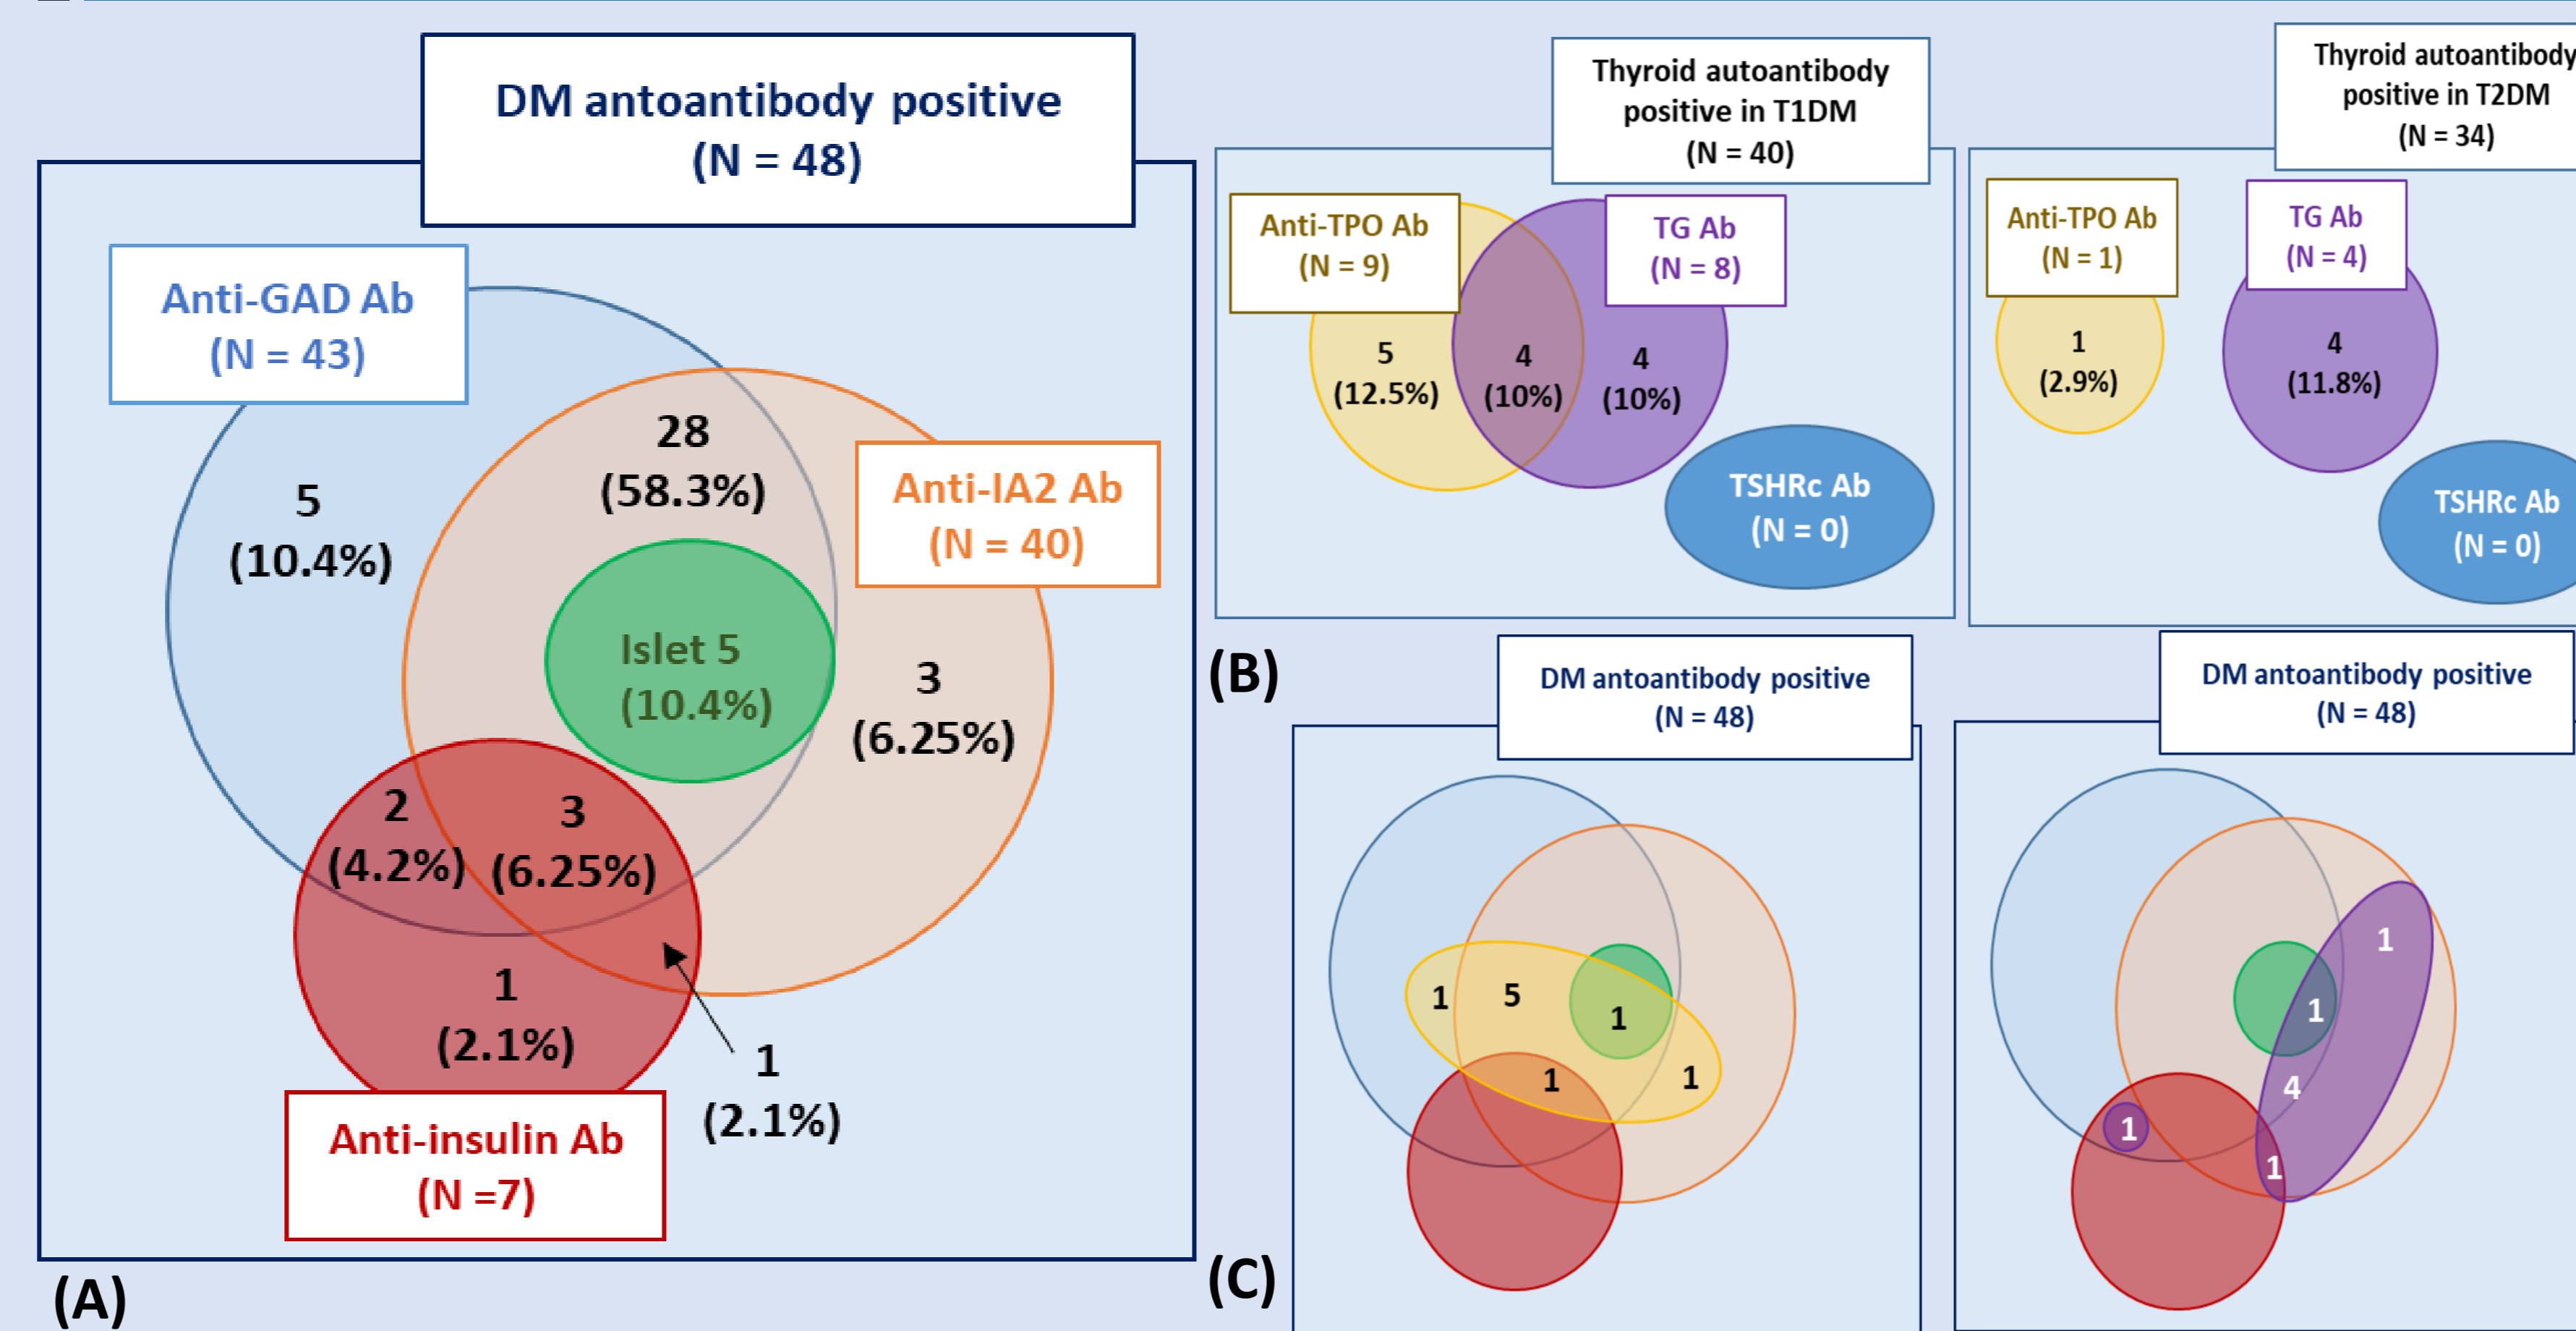 DM antoantibody positive
(N = 48)
Anti-GAD Ab
(N = 43)
28
(58.3%)
Anti-IA2 Ab
(N = 40)
5
(10.4%)
Islet 5
(10.4%)
3
(6.25%)
2
(4.2%)
3
(6.25%)
1
(2.1%)
1
(2.1%)
Anti-insulin Ab
(N =7)
(A)
Thyroid autoantibody
positive in T1DM
(N = 40)
Anti-TPO Ab
(N = 9)
TG Ab
(N = 8)
5
(12.5%)
4
(10%)
4
(10%)
TSHRc Ab
(N = 0)
Thyroid autoantibody
positive in T2DM
(N = 34)
Anti-TPO Ab
(N = 1)
TG Ab
(N = 4)
1
(2.9%)
4
(11.8%)
TSHRc Ab
(N = 0)
(B)
DM antoantibody positive
(N = 48)
1
5
1
1
1
DM antoantibody positive
(N = 48)
1
1
4
1
1
(C)